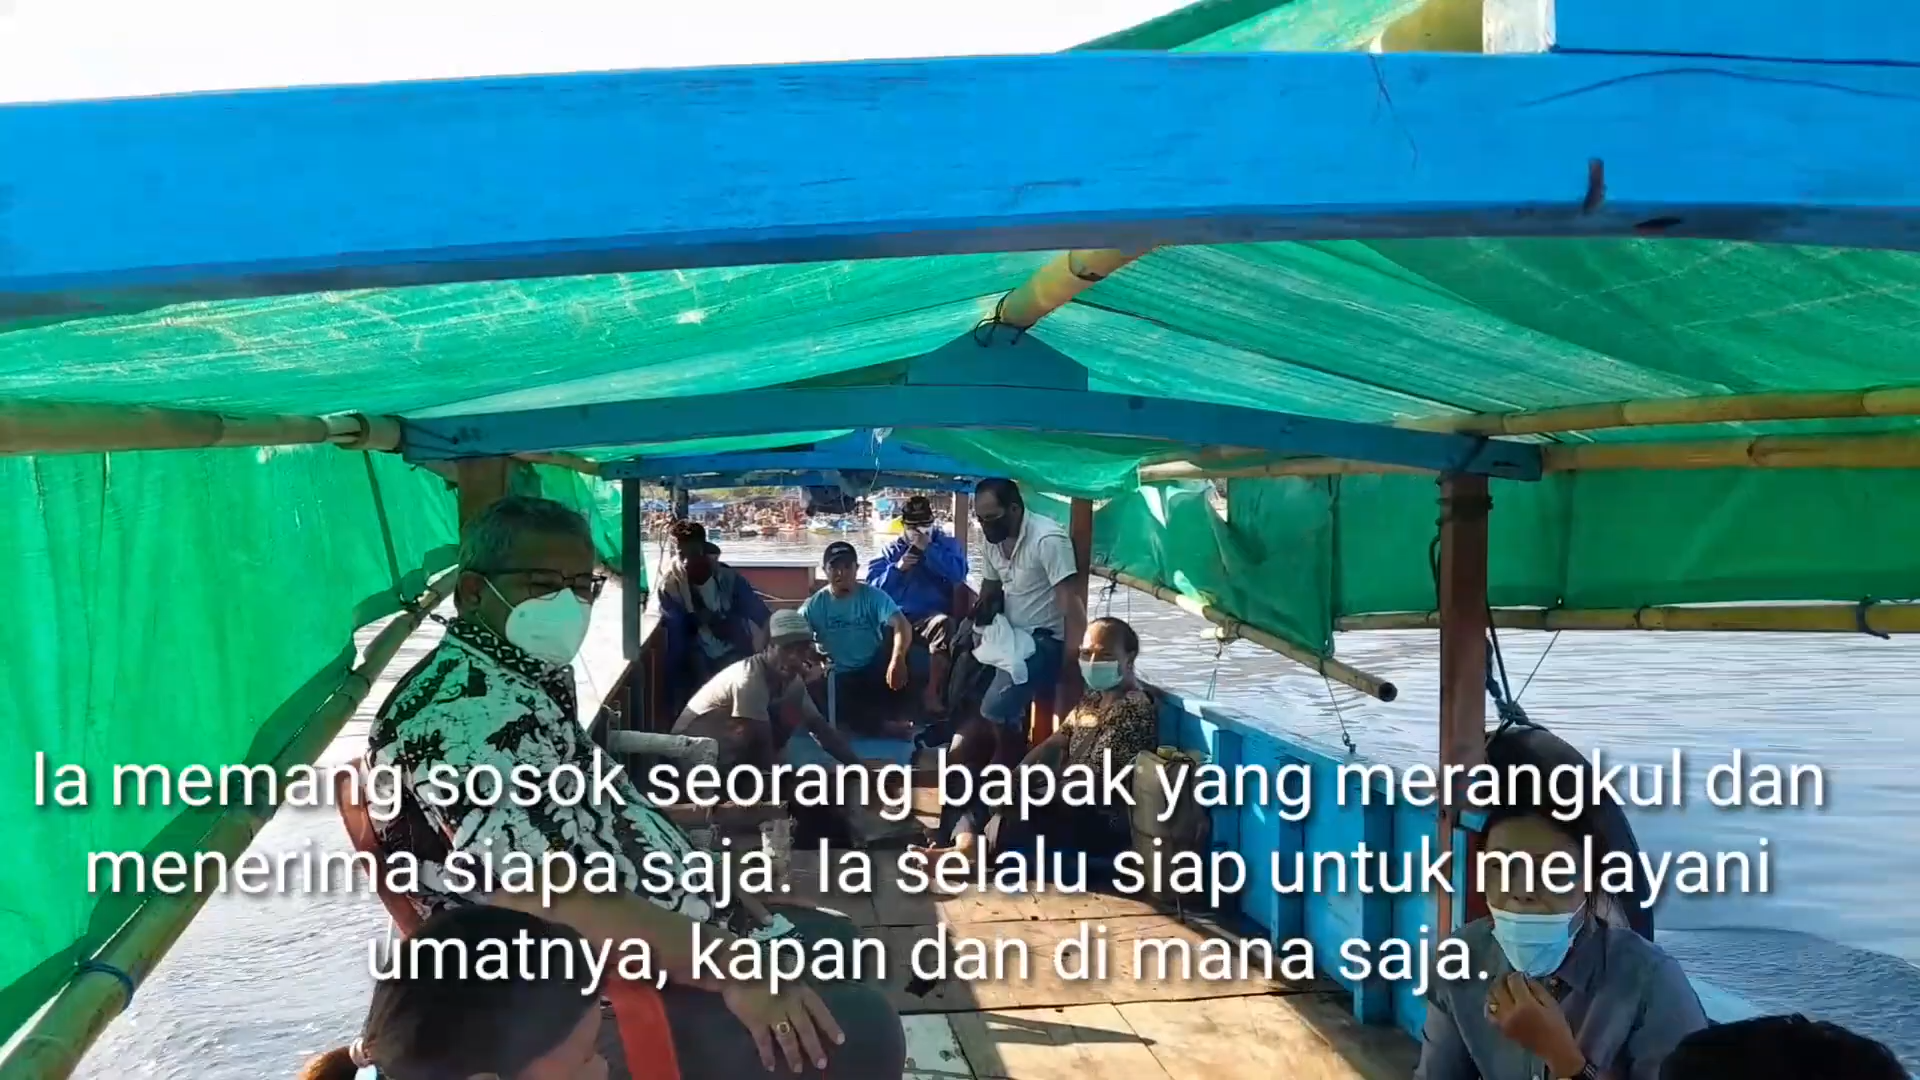 Ia memang sosok seorang bapak yang merangkul dan
menerima siapa saja. Ia selalu siap untuk melayani
umatnya, kapan dan di mana saja.